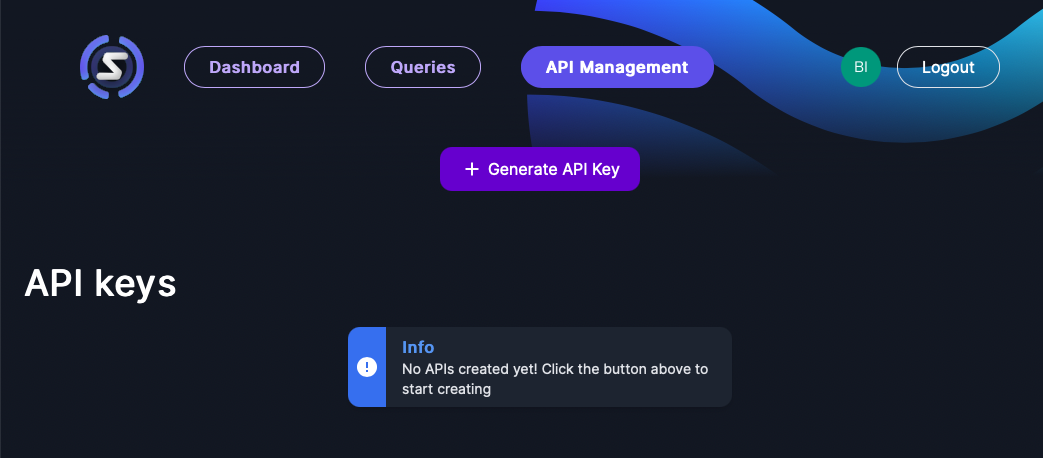 S
Dashboard
Queries
API Management
BI
Logout
+ Generate API Key
API keys
Info
No APIs created yet! Click the button above to
start creating